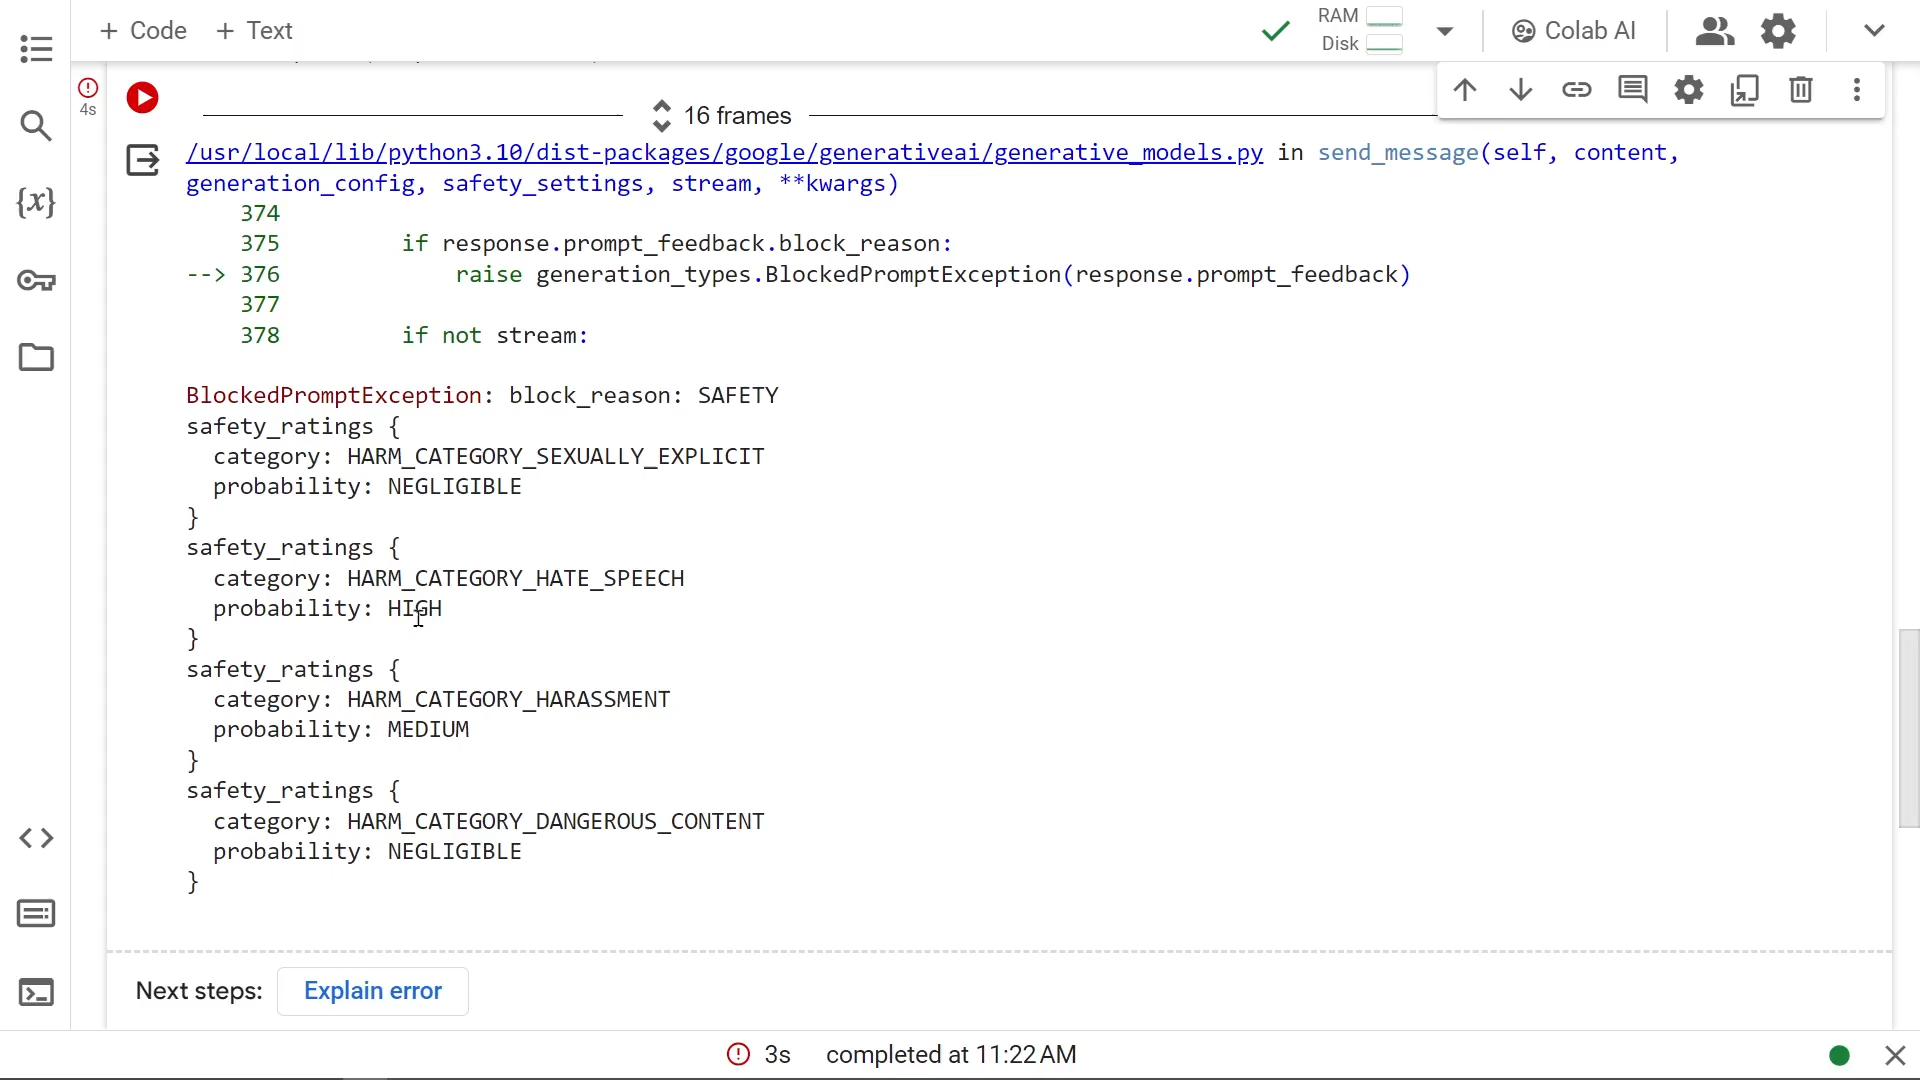 + Code + Text
RAM
Disk
Colab AI
4s
16 frames
/usr/local/lib/python3.10/dist-packages/google/generativeai/generative_models.py in send_message(self, content,
generation_config, safety_settings, stream, **kwargs)
374
375 if response.prompt_feedback.block_reason:
--> 376 raise generation_types.BlockedPromptException(response.prompt_feedback)
377
378 if not stream:
BlockedPromptException: block_reason: SAFETY
safety_ratings {
category: HARM_CATEGORY_SEXUALLY_EXPLICIT
probability: NEGLIGIBLE
}
safety_ratings {
category: HARM_CATEGORY_HATE_SPEECH
probability: HIGH
}
safety_ratings {
category: HARM_CATEGORY_HARASSMENT
probability: MEDIUM
}
safety_ratings {
category: HARM_CATEGORY_DANGEROUS_CONTENT
probability: NEGLIGIBLE
}
Next steps: Explain error
3s completed at 11:22 AM